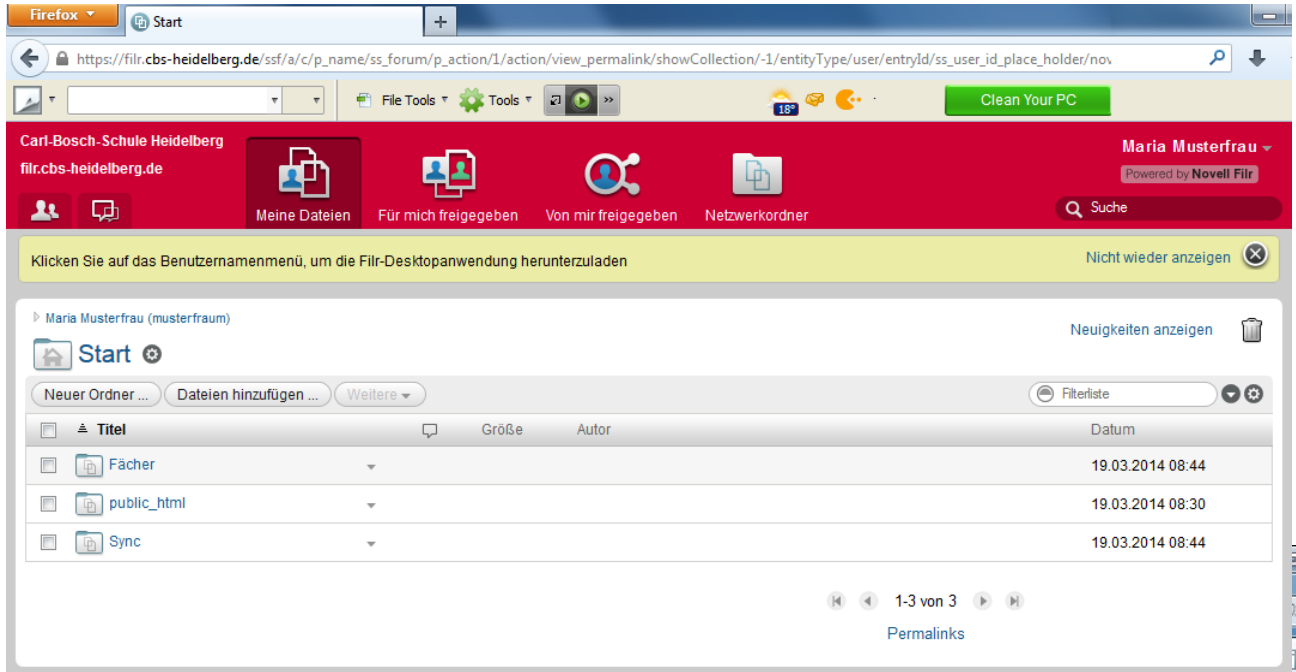 Firefox
Start
https://filr.cbs-heidelberg.de/ssf/a/c/p_name/ss_forum/p_action/1/action/view_permalink/showCollection/-1/entityType/user/entryId/ss_user_id_place_holder/nov
File Tools Tools 18° Clean Your PC
Carl-Bosch-Schule Heidelberg
filr.cbs-heidelberg.de
Maria Musterfrau
Powered by Novell Filr
Meine Dateien Für mich freigegeben Von mir freigegeben Netzwerkordner
Suche
Klicken Sie auf das Benutzernamenmenü, um die Filr-Desktopanwendung herunterzuladen Nicht wieder anzeigen
Maria Musterfrau (musterfraum)
Neuigkeiten anzeigen
Start
Neuer Ordner ... Dateien hinzufügen ... Weitere Filterliste
Titel Größe Autor Datum
Fächer 19.03.2014 08:44
public_html 19.03.2014 08:30
Sync 19.03.2014 08:44
1-3 von 3
Permalinks